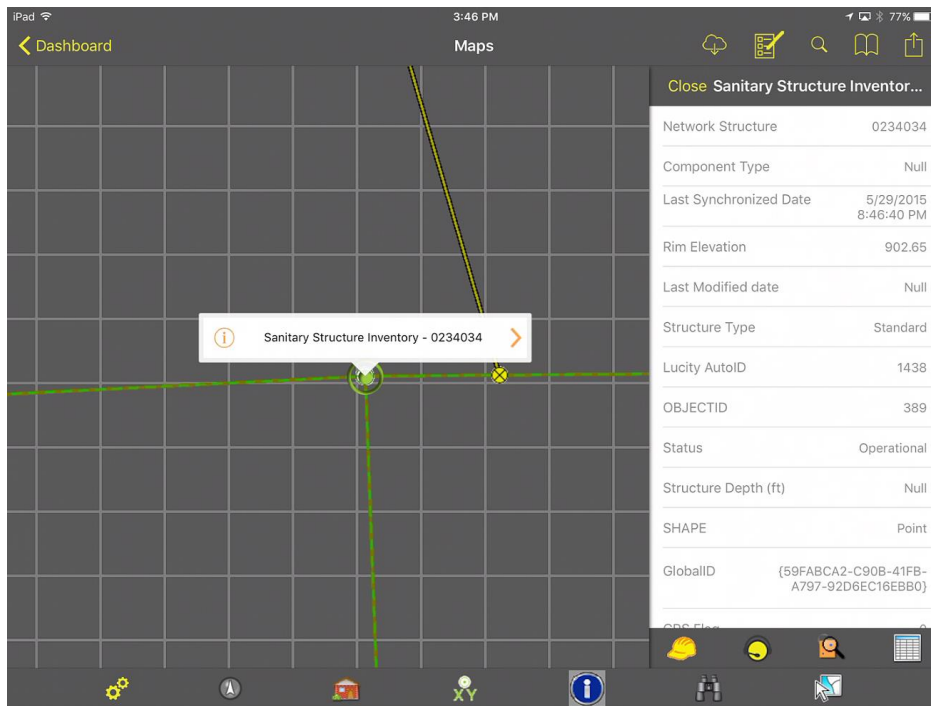 iPad
3:46 PM
77%
Dashboard
Maps
Close Sanitary Structure Inventor...
Network Structure 0234034
Component Type Null
Last Synchronized Date 5/29/2015
8:46:40 PM
Rim Elevation 902.65
Last Modified date Null
Structure Type Standard
Sanitary Structure Inventory - 0234034
Lucity AutoID 1438
OBJECTID 389
Status Operational
Structure Depth (ft) Null
SHAPE Point
GlobalID {59FABCA2-C90B-41FB-
A797-92D6EC16EBB0}
GPS Flag 0
XY